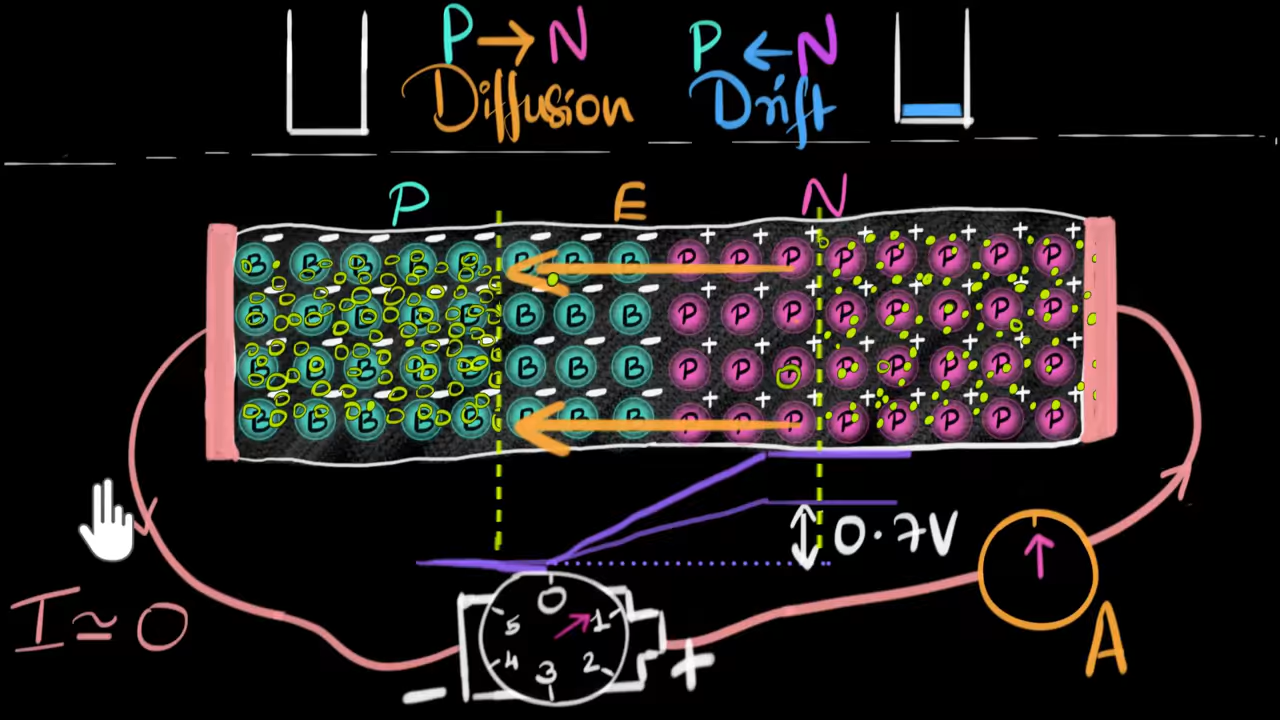 P → N
Diffusion
P ← N
Drift
P E N
B B B B B B B B P P P P P P P P
B B B B B B B B P P P P P P P P
B B B B B B B B P P P P P P P P
B B B B B B B B P P P P P P P P
0.7V
I ≃ 0
0
1
2
3
4
5
−
+
A